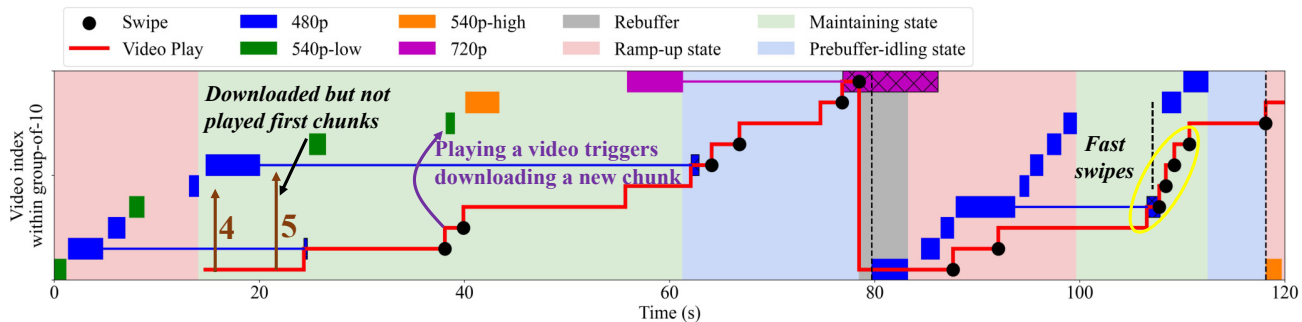 Swipe
480p
540p-high
Rebuffer
Maintaining state
Video Play
540p-low
720p
Ramp-up state
Prebuffer-idling state
Video index
within group-of-10
Downloaded but not
played first chunks
4
5
Playing a video triggers
downloading a new chunk
Fast
swipes
0
20
40
60
80
100
120
Time (s)